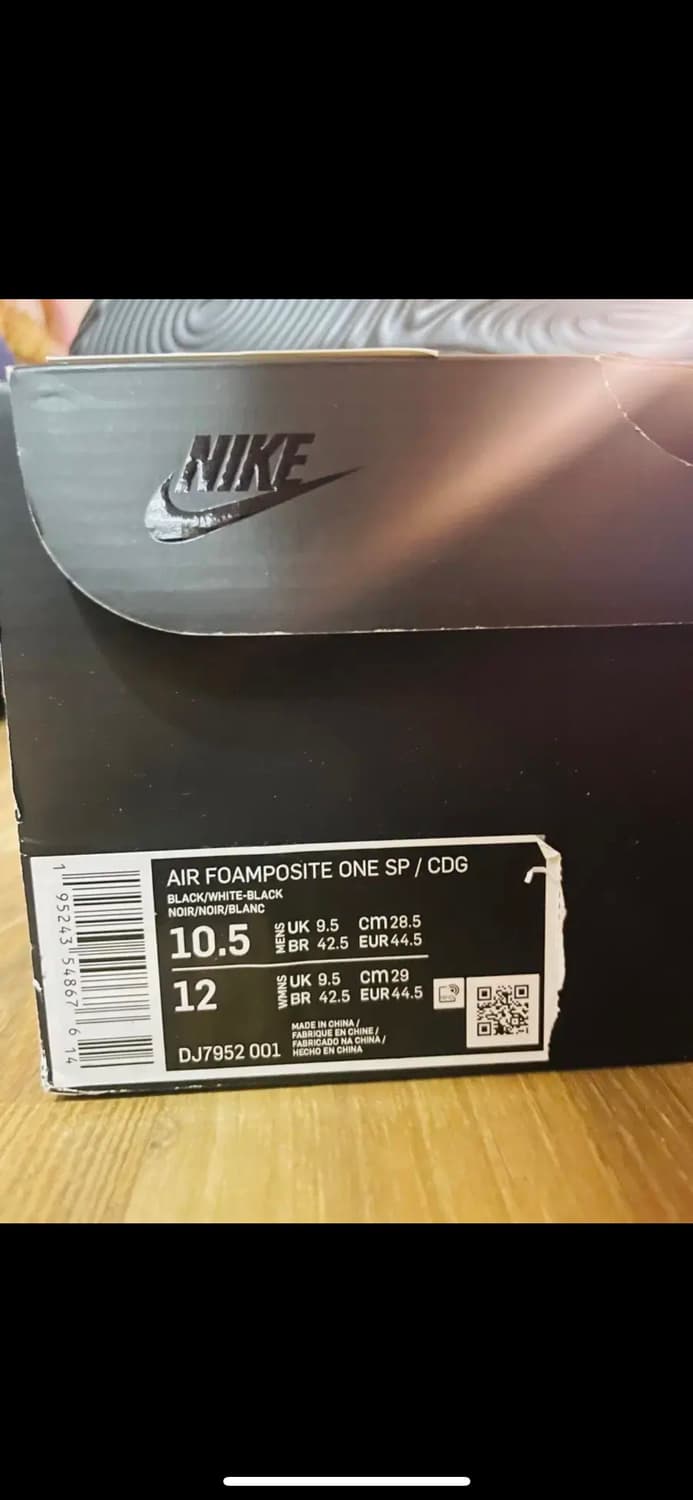 NIKE
AIR FOAMPOSITE ONE SP / CDG
BLACK/WHITE-BLACK
NOIR/NOIR/BLANC
10.5 MENS UK 9.5 cm 28.5
BR 42.5 EUR 44.5
12 WMNS UK 9.5 cm 29
BR 42.5 EUR 44.5
MADE IN CHINA /
FABRIQUE EN CHINE /
FABRICADO NA CHINA /
HECHO EN CHINA
DJ7952 001
1 95243 54867 6 14